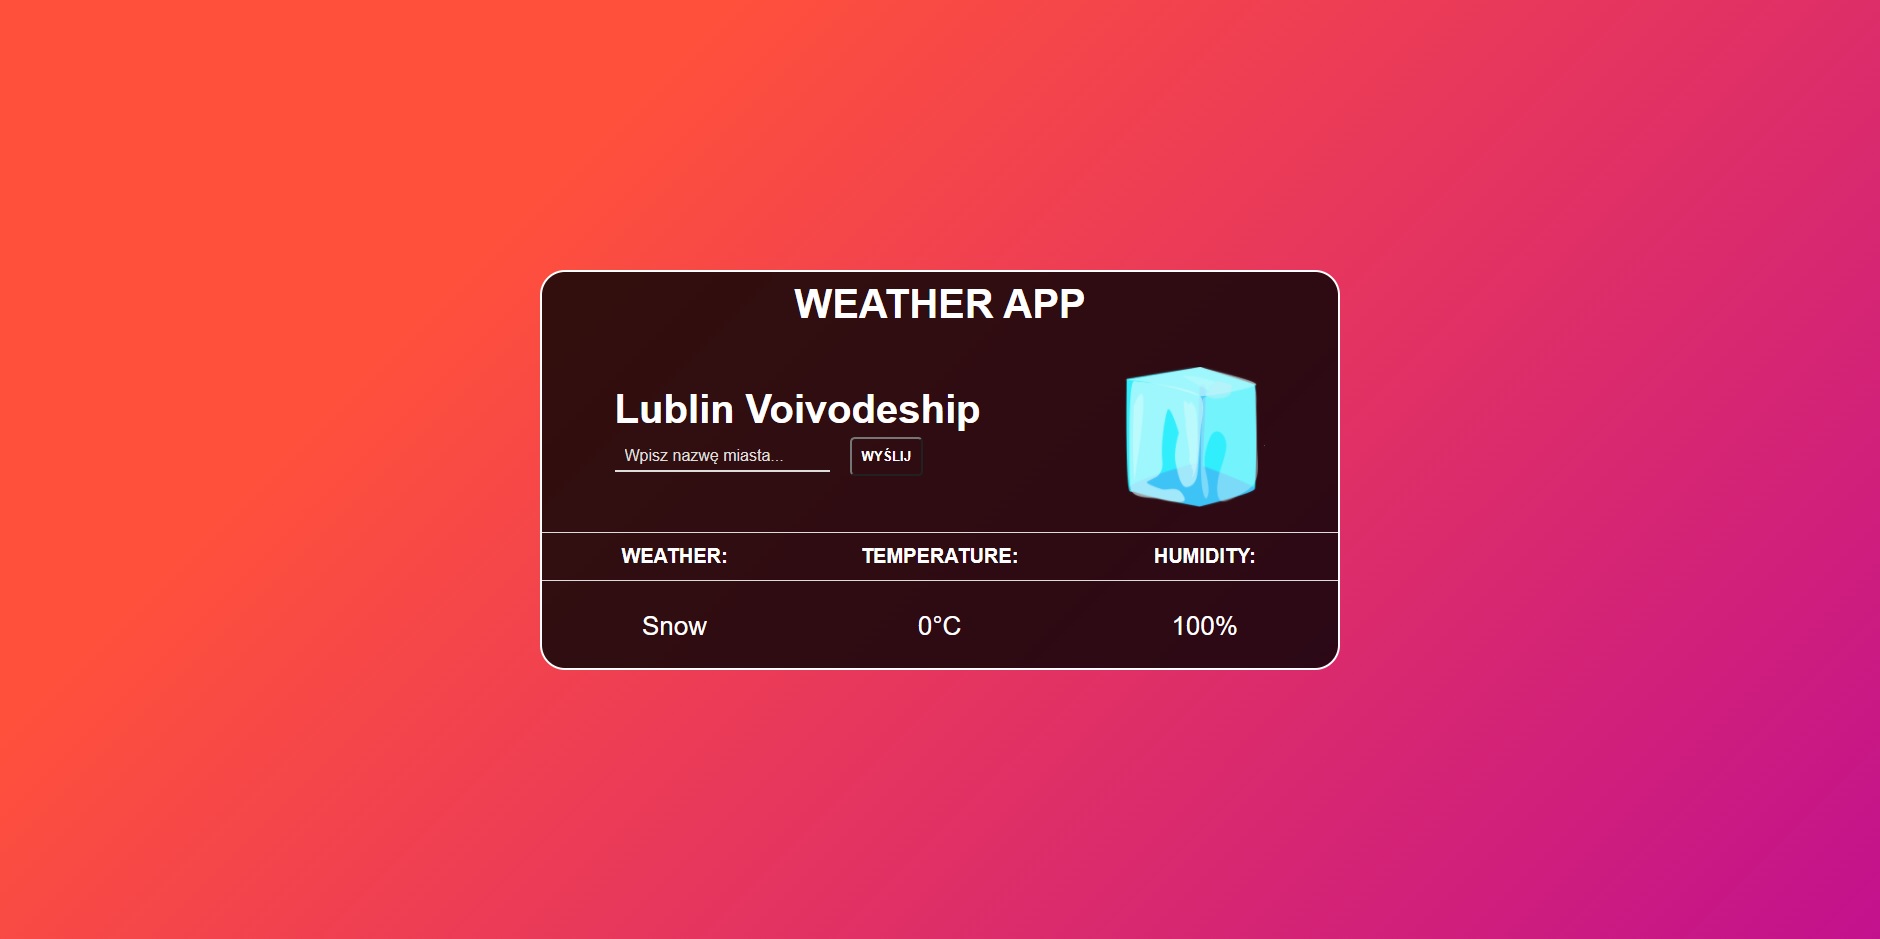 WEATHER APP
Lublin Voivodeship
Wpisz nazwę miasta... WYŚLIJ
WEATHER: TEMPERATURE: HUMIDITY:
Snow 0°C 100%